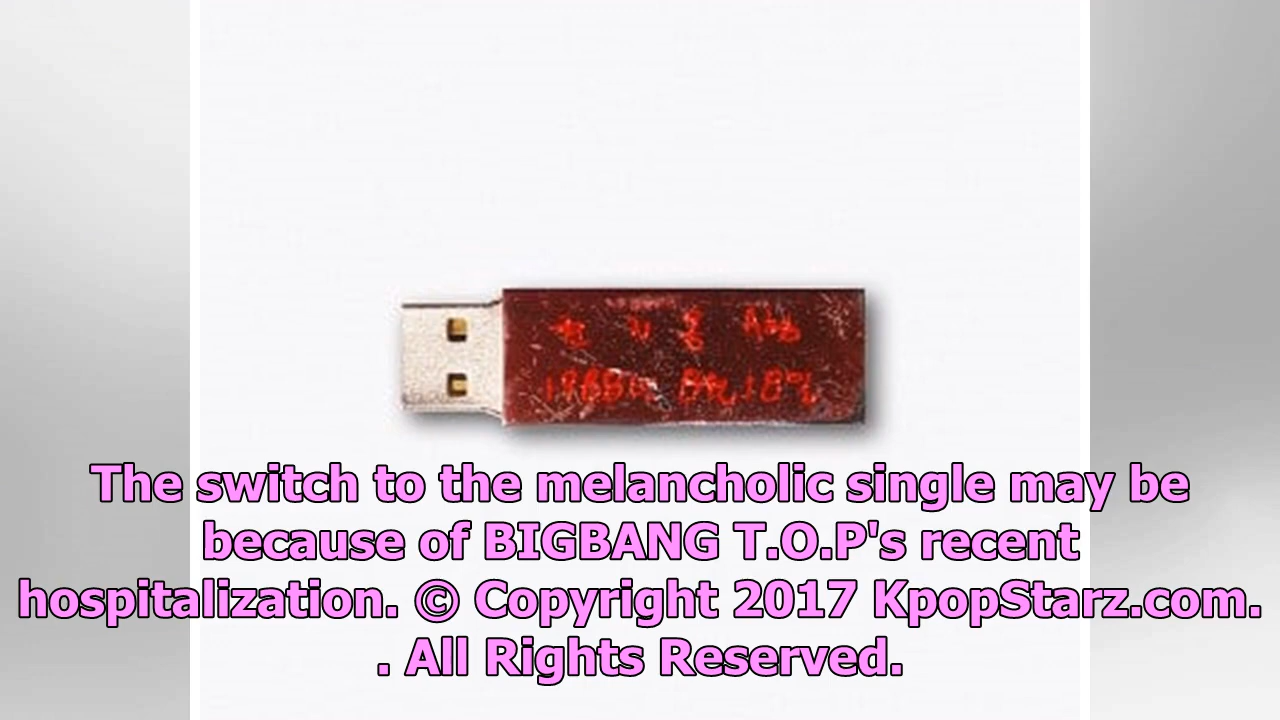 The switch to the melancholic single may be
because of BIGBANG T.O.P's recent
hospitalization. © Copyright 2017 KpopStarz.com.
. All Rights Reserved.